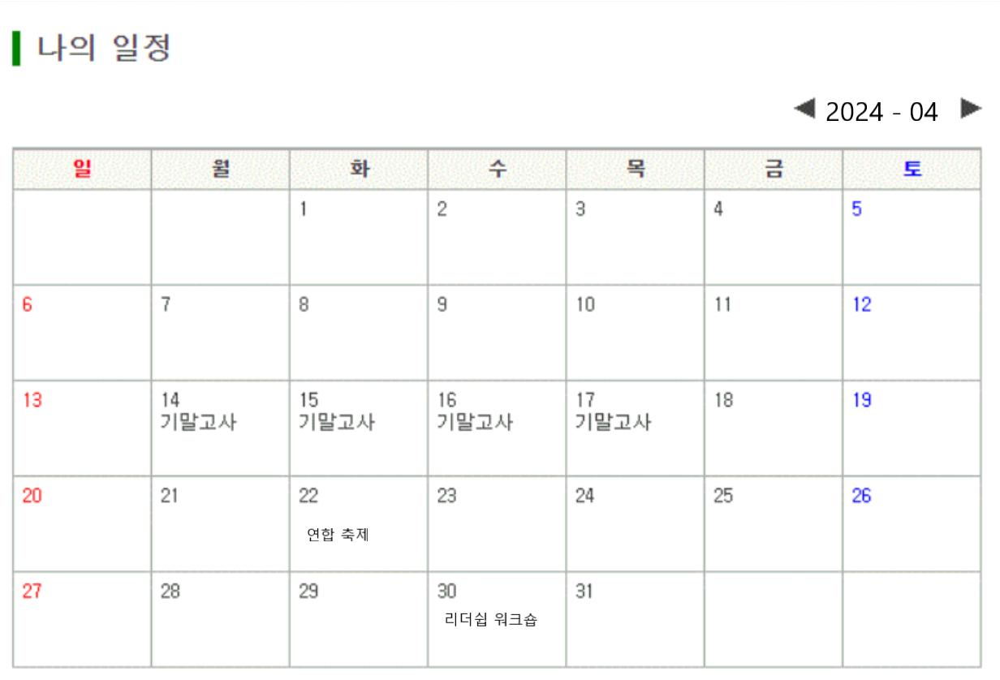 나의 일정
2024 - 04
일 월 화 수 목 금 토
1 2 3 4 5
6 7 8 9 10 11 12
13 14 15 16 17 18 19
기말고사 기말고사 기말고사 기말고사
20 21 22 23 24 25 26
연합 축제
27 28 29 30 31
리더쉽 워크숍